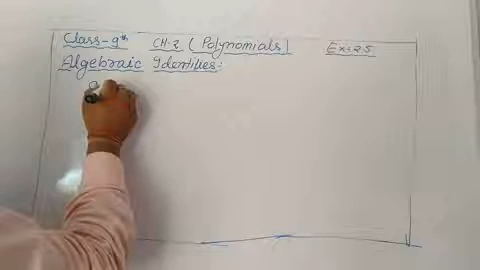 Class-9th CH-2 (Polynomials) Ex:-2.5
Algebraic Identities:-